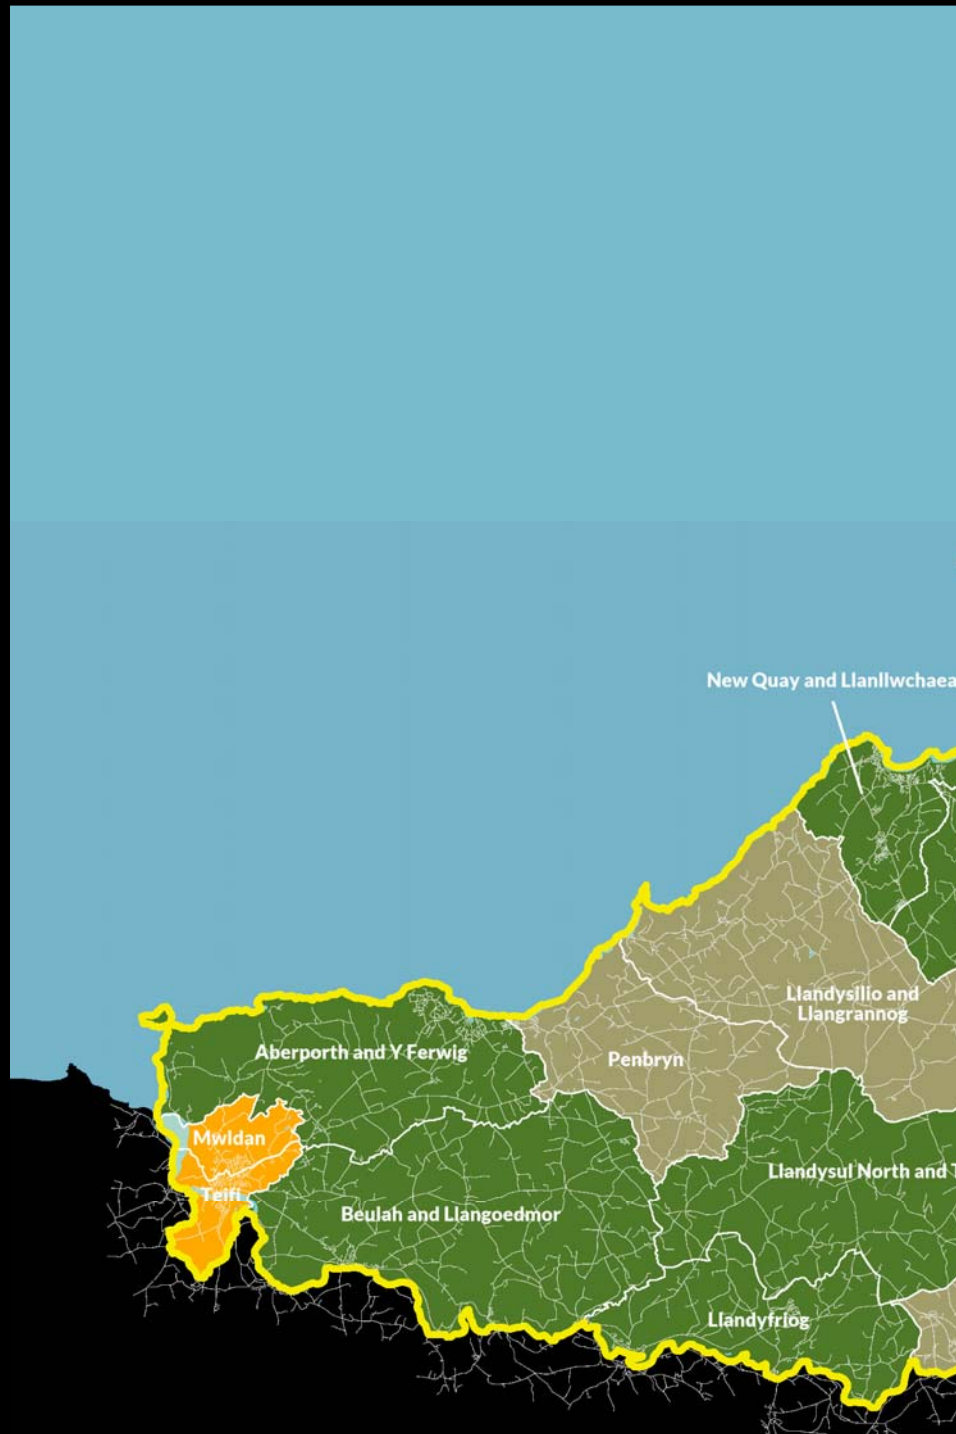 New Quay and Llanllwchaea
Llandysilio and
Llangrannog
Aberporth and Y Ferwig
Penbryn
Mwldan
Llandysul North and T
Teifi
Beulah and Llangoedmor
Llandyfriog